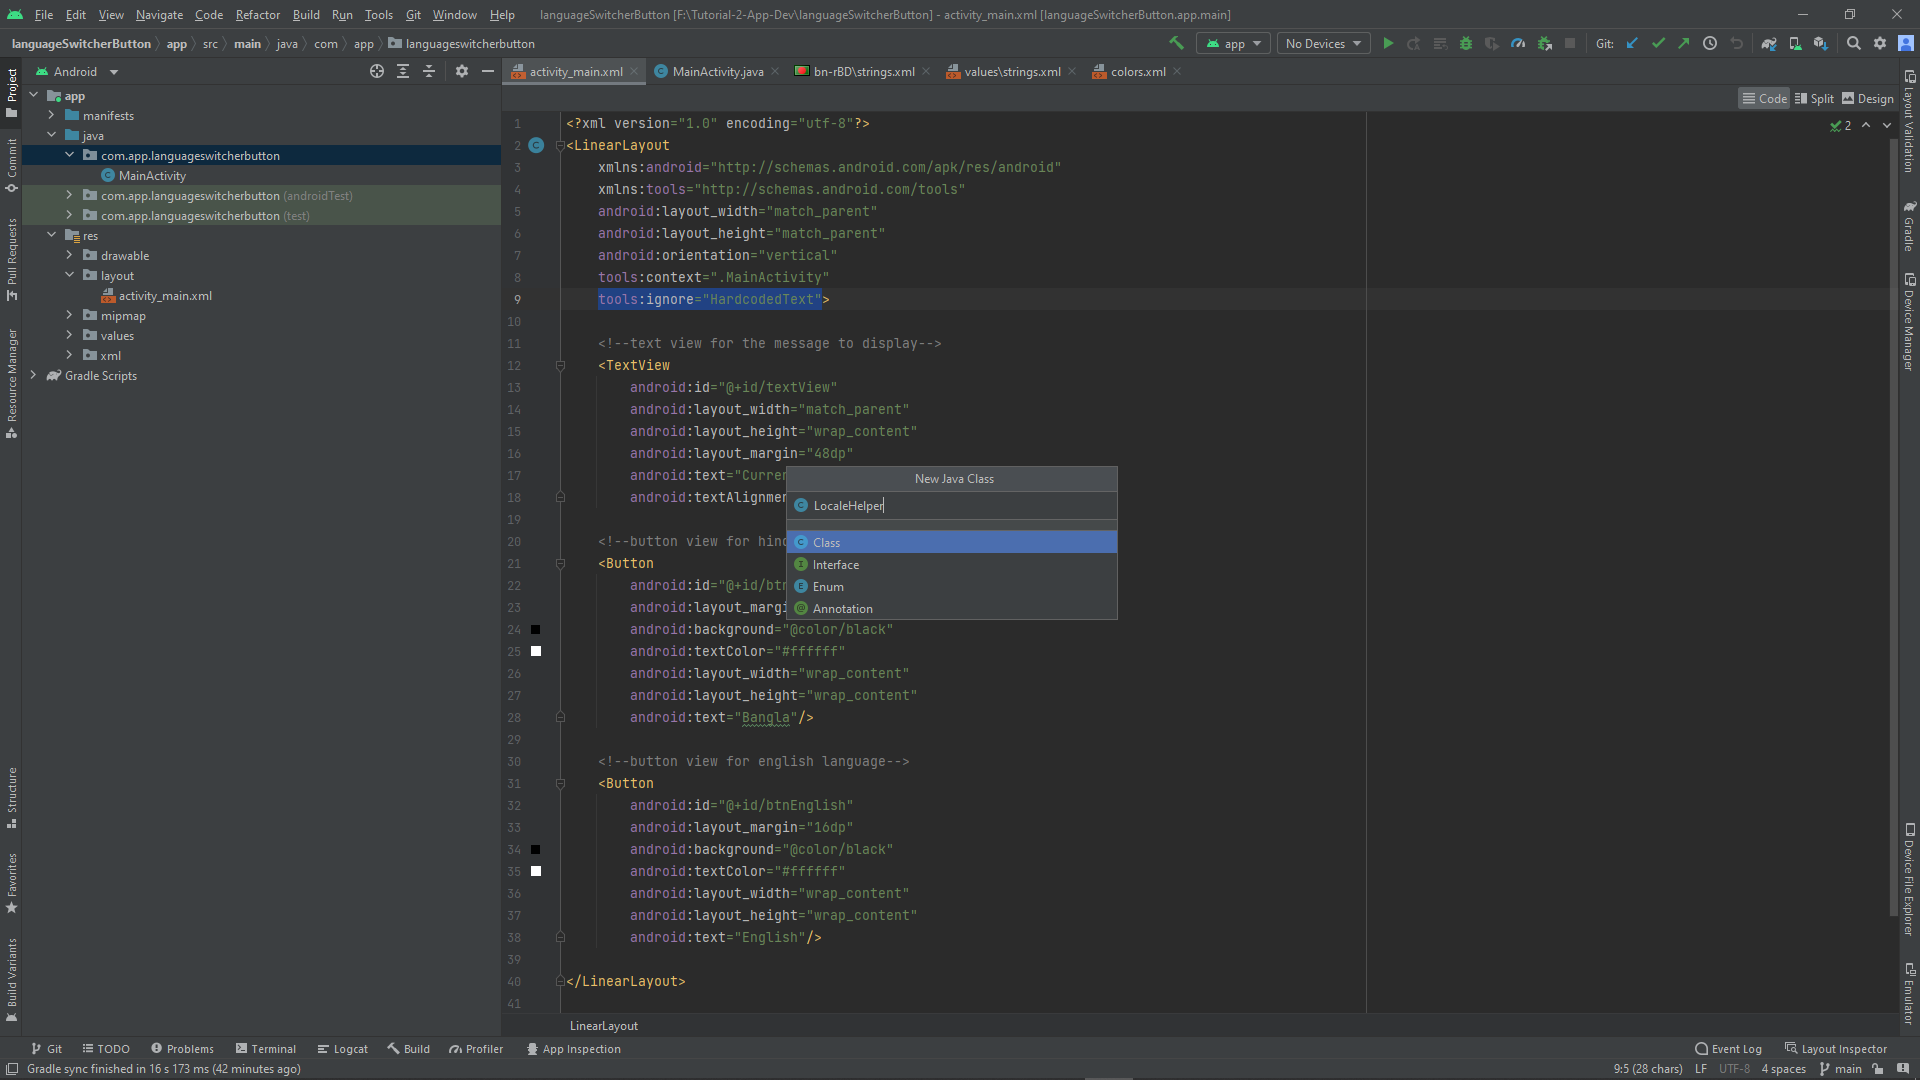 File Edit View Navigate Code Refactor Build Run Tools Git Window Help languageSwitcherButton [F:\Tutorial-2-App-Dev\languageSwitcherButton] - activity_main.xml [languageSwitcherButton.app.main]
languageSwitcherButton app src main java com app languageswitcherbutton app No Devices Git:
Android
activity_main.xml MainActivity.java bn-rBD\strings.xml values\strings.xml colors.xml
Code Split Design
app
manifests
java
com.app.languageswitcherbutton
MainActivity
com.app.languageswitcherbutton (androidTest)
com.app.languageswitcherbutton (test)
res
drawable
layout
activity_main.xml
mipmap
values
xml
Gradle Scripts
Project
Commit
Pull Requests
Resource Manager
Structure
Favorites
Build Variants
2
1 <?xml version="1.0" encoding="utf-8"?>
2 <LinearLayout
3 xmlns:android="http://schemas.android.com/apk/res/android"
4 xmlns:tools="http://schemas.android.com/tools"
5 android:layout_width="match_parent"
6 android:layout_height="match_parent"
7 android:orientation="vertical"
8 tools:context=".MainActivity"
9 tools:ignore="HardcodedText">
10
11 <!--text view for the message to display-->
12 <TextView
13 android:id="@+id/textView"
14 android:layout_width="match_parent"
15 android:layout_height="wrap_content"
16 android:layout_margin="48dp"
17 android:text="Curren
18 android:textAlignmen
19
20 <!--button view for hind
21 <Button
22 android:id="@+id/btn
23 android:layout_margi
24 android:background="@color/black"
25 android:textColor="#ffffff"
26 android:layout_width="wrap_content"
27 android:layout_height="wrap_content"
28 android:text="Bangla"/>
29
30 <!--button view for english language-->
31 <Button
32 android:id="@+id/btnEnglish"
33 android:layout_margin="16dp"
34 android:background="@color/black"
35 android:textColor="#ffffff"
36 android:layout_width="wrap_content"
37 android:layout_height="wrap_content"
38 android:text="English"/>
39
40 </LinearLayout>
41
New Java Class
LocaleHelper
Class
Interface
Enum
Annotation
LinearLayout
Layout Validation
Gradle
Device Manager
Device File Explorer
Emulator
Git TODO Problems Terminal Logcat Build Profiler App Inspection Event Log Layout Inspector
Gradle sync finished in 16 s 173 ms (42 minutes ago) 9:5 (28 chars) LF UTF-8 4 spaces main